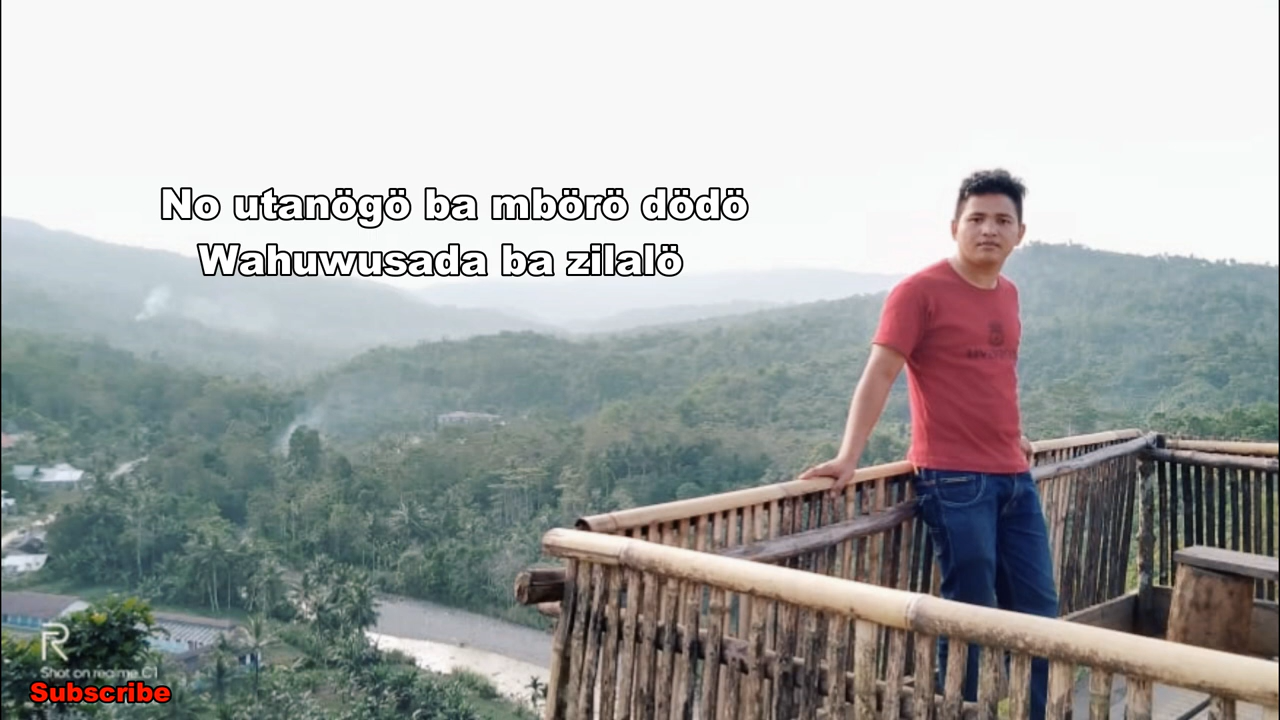 No utanögö ba mbörö dödö
Wahuwusada ba zilalö
R
Shot on realme C1
Subscribe